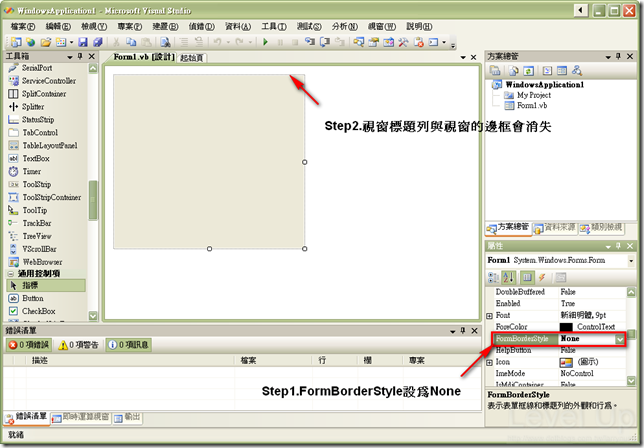 WindowsApplication1 - Microsoft Visual Studio
檔案(F) 編輯(E) 檢視(V) 專案(P) 建置(B) 偵錯(D) 資料(A) 工具(T) 測試(S) 分析(N) 視窗(W) 說明(H)
工具箱
SerialPort
ServiceController
SplitContainer
Splitter
StatusStrip
TabControl
TableLayoutPanel
TextBox
Timer
ToolStrip
ToolStripContainer
ToolTip
TrackBar
TreeView
VScrollBar
WebBrowser
通用控制項
指標
Button
CheckBox
Form1.vb [設計] 起始頁
Step2.視窗標題列與視窗的邊框會消失
方案總管
WindowsApplication1
My Project
Form1.vb
方案總管 資料來源 類別檢視
屬性
Form1 System.Windows.Forms.Form
DoubleBuffered False
Enabled True
Font 新細明體, 9pt
ForeColor ControlText
FormBorderStyle None
HelpButton False
Icon (圖示)
ImeMode NoControl
IsMdiContainer False
FormBorderStyle
表示表單框線和標題列的外觀和行為。
錯誤清單
0 項錯誤 0 項警告 0 項訊息
描述 檔案 行 欄 專案
Step1.FormBorderStyle設為None
錯誤清單 即時運算視窗 輸出
就緒
Level Up